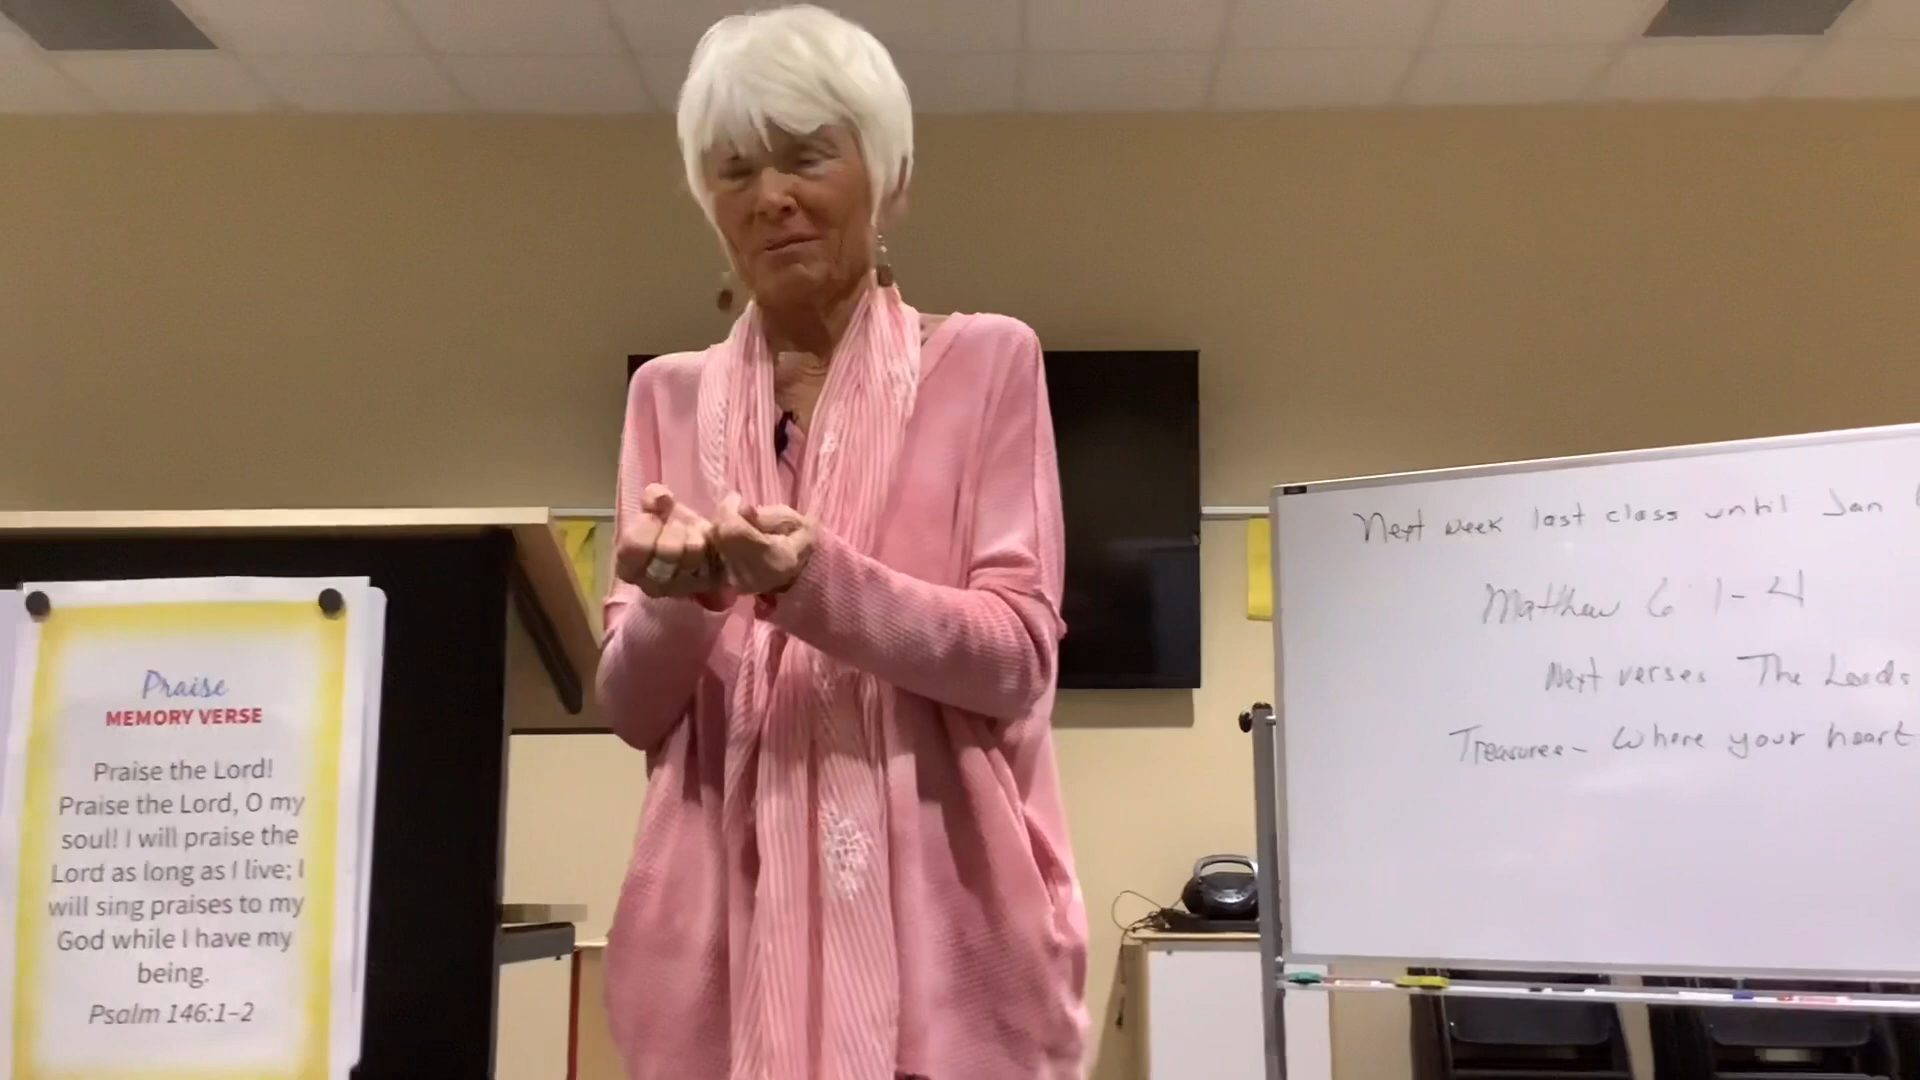 Praise
MEMORY VERSE
Praise the Lord!
Praise the Lord, O my
soul! I will praise the
Lord as long as I live; I
will sing praises to my
God while I have my
being.
Psalm 146:1–2
Next week last class until Jan
Matthew 6:1-4
Next verses The Lords
Treasures- Where your heart